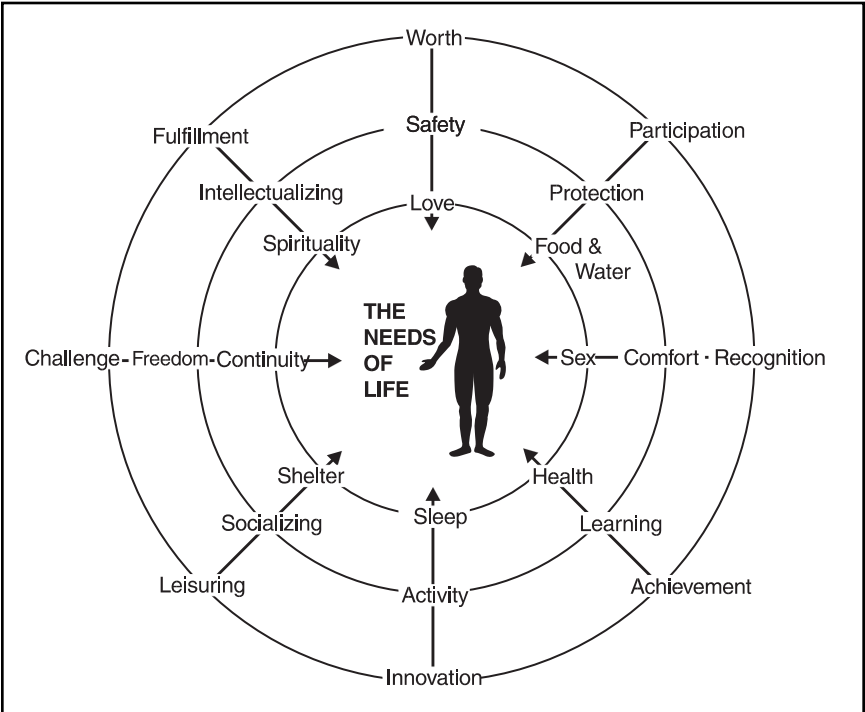 Worth
Fulfillment
Safety
Participation
Intellectualizing
Protection
Love
Spirituality
Food &
Water
THE
NEEDS
OF
LIFE
Challenge - Freedom - Continuity
Sex - Comfort - Recognition
Shelter
Health
Socializing
Sleep
Learning
Leisuring
Activity
Achievement
Innovation